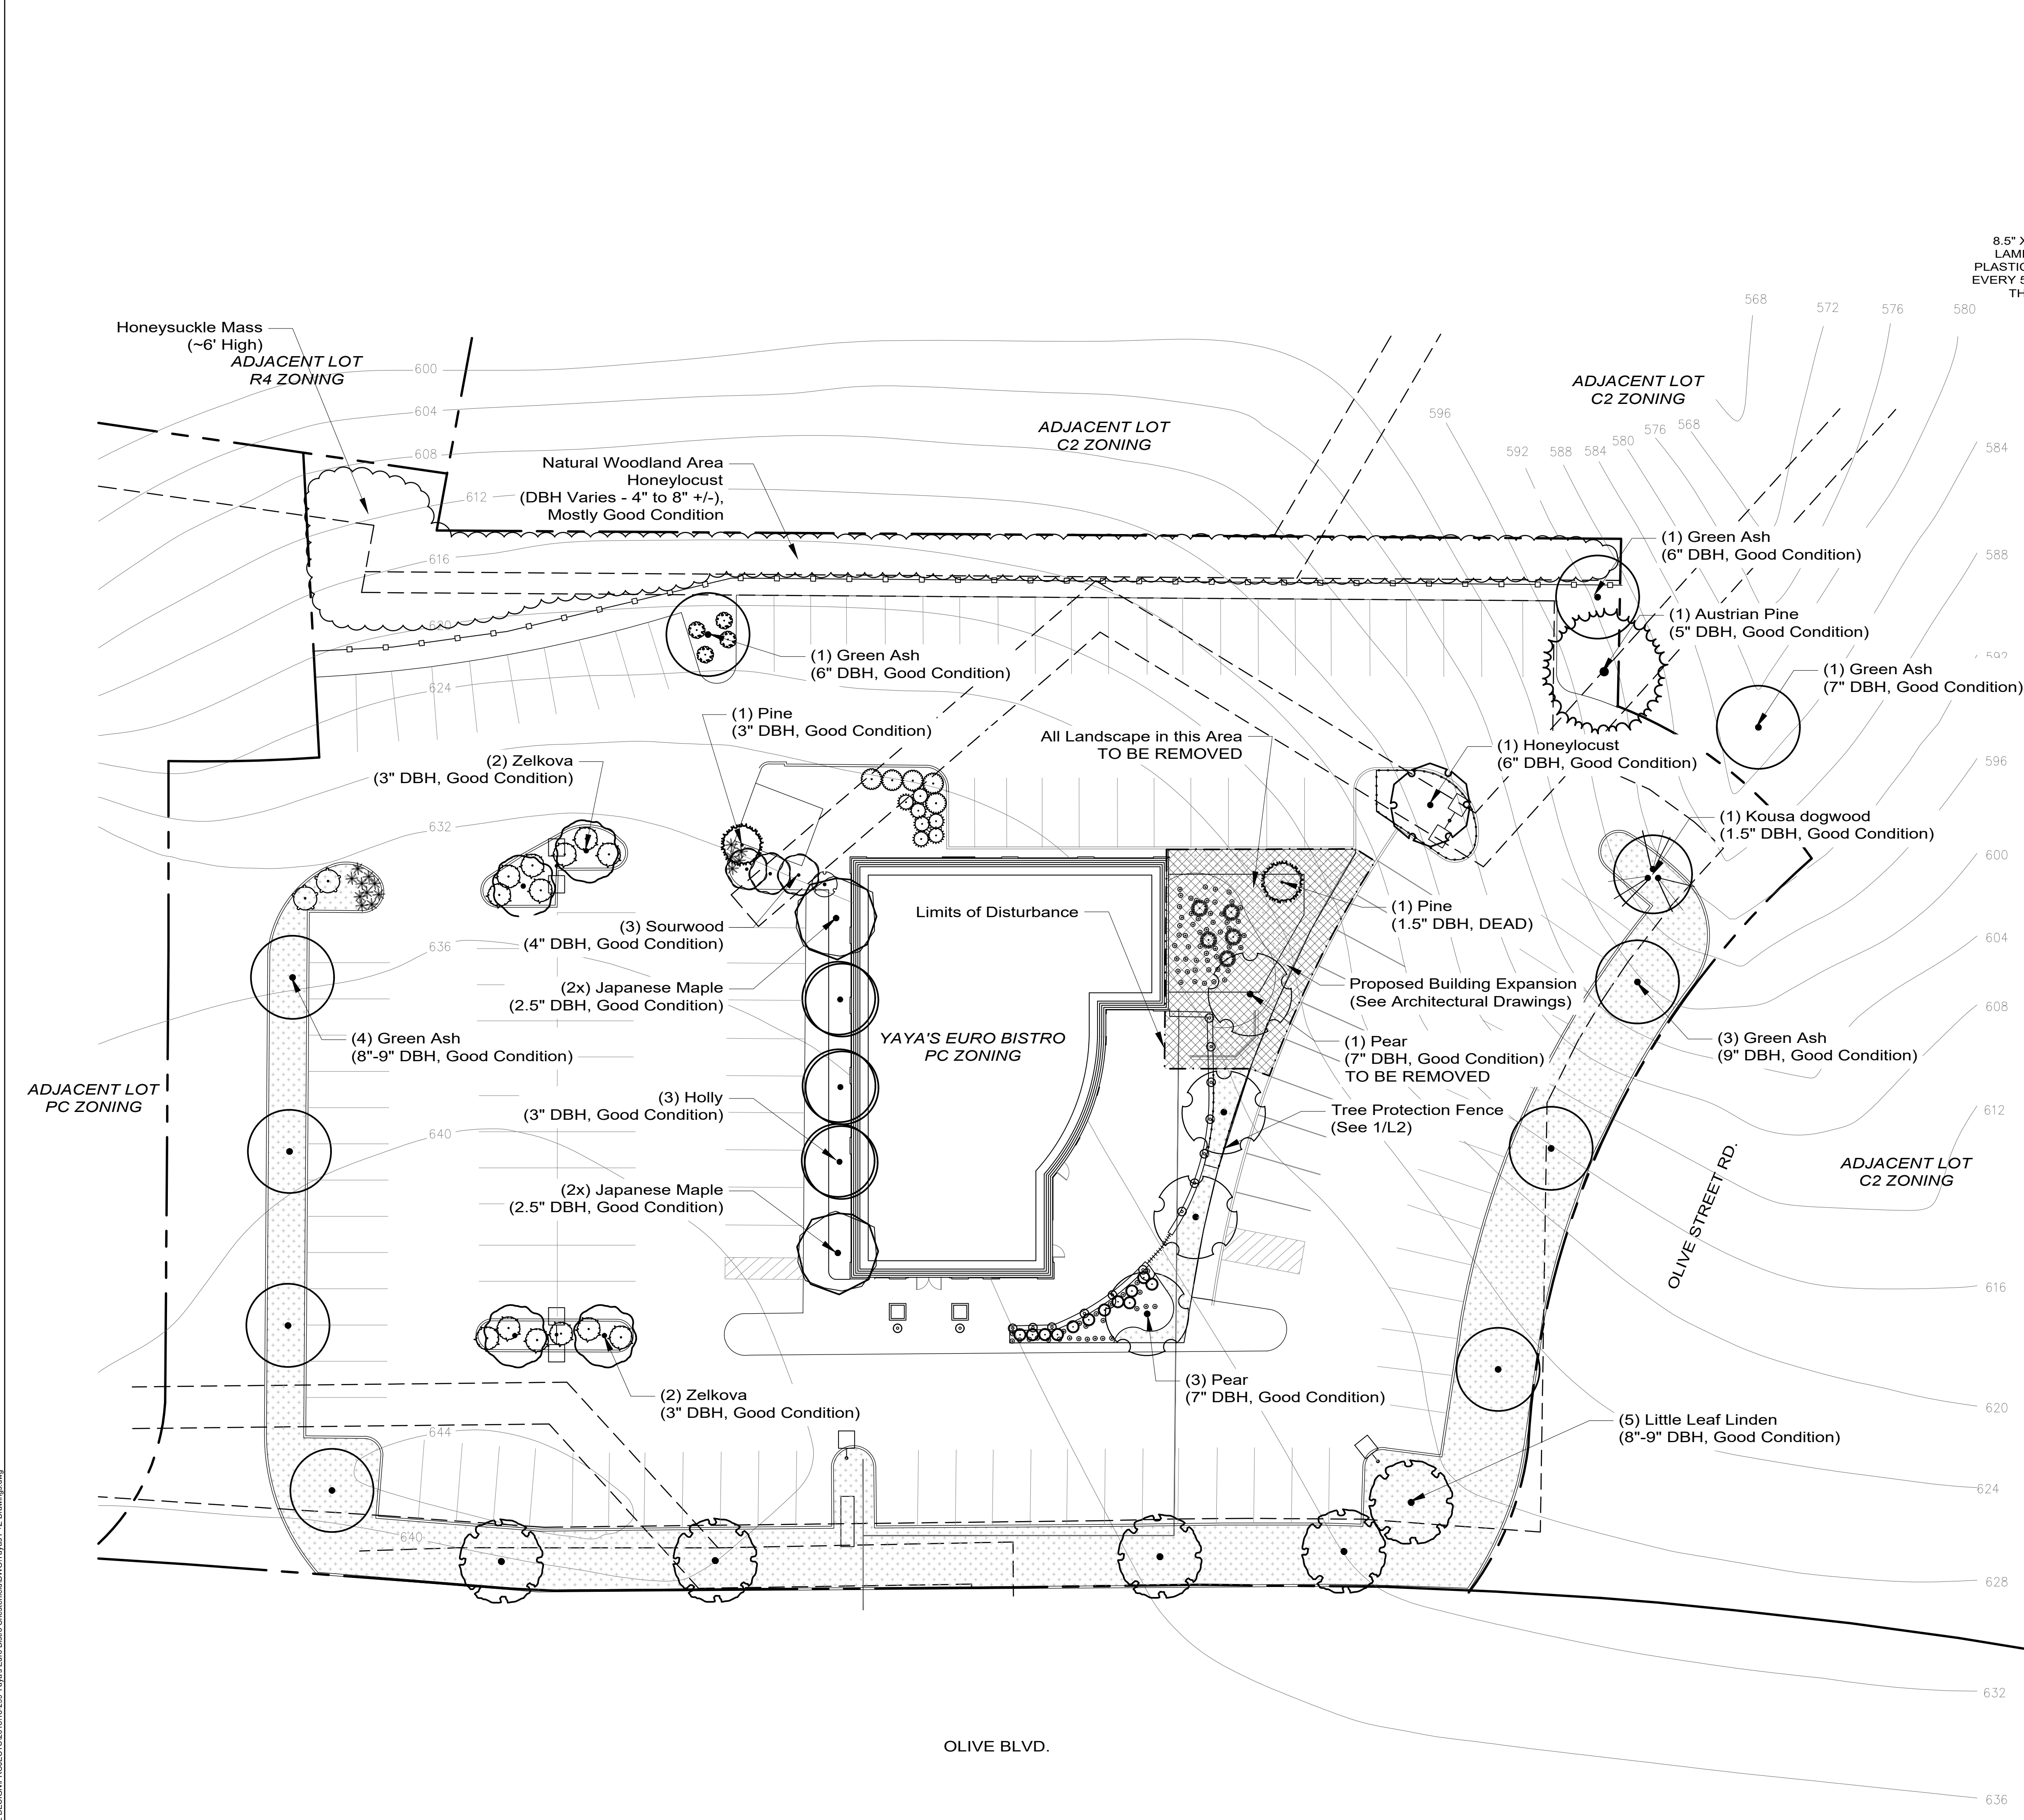 8.5" X
LAMI
PLASTIC
EVERY 5
TH
568
572
576
580
Honeysuckle Mass
(~6' High)
ADJACENT LOT
R4 ZONING
600
604
608
612
616
620
624
632
636
640
644
640
ADJACENT LOT
C2 ZONING
ADJACENT LOT
C2 ZONING
596
592
588
584
580
576
568
584
588
592
596
600
604
608
612
616
620
624
628
632
636
Natural Woodland Area
Honeylocust
(DBH Varies - 4" to 8" +/-),
Mostly Good Condition
(1) Green Ash
(6" DBH, Good Condition)
(1) Austrian Pine
(5" DBH, Good Condition)
(1) Green Ash
(7" DBH, Good Condition)
(1) Green Ash
(6" DBH, Good Condition)
(1) Pine
(3" DBH, Good Condition)
All Landscape in this Area
TO BE REMOVED
(1) Honeylocust
(6" DBH, Good Condition)
(2) Zelkova
(3" DBH, Good Condition)
(1) Kousa dogwood
(1.5" DBH, Good Condition)
Limits of Disturbance
(1) Pine
(1.5" DBH, DEAD)
(3) Sourwood
(4" DBH, Good Condition)
(2x) Japanese Maple
(2.5" DBH, Good Condition)
Proposed Building Expansion
(See Architectural Drawings)
(4) Green Ash
(8"-9" DBH, Good Condition)
YAYA'S EURO BISTRO
PC ZONING
(1) Pear
(7" DBH, Good Condition)
TO BE REMOVED
(3) Green Ash
(9" DBH, Good Condition)
ADJACENT LOT
PC ZONING
(3) Holly
(3" DBH, Good Condition)
Tree Protection Fence
(See 1/L2)
ADJACENT LOT
C2 ZONING
OLIVE STREET RD.
(2x) Japanese Maple
(2.5" DBH, Good Condition)
(2) Zelkova
(3" DBH, Good Condition)
(3) Pear
(7" DBH, Good Condition)
(5) Little Leaf Linden
(8"-9" DBH, Good Condition)
OLIVE BLVD.